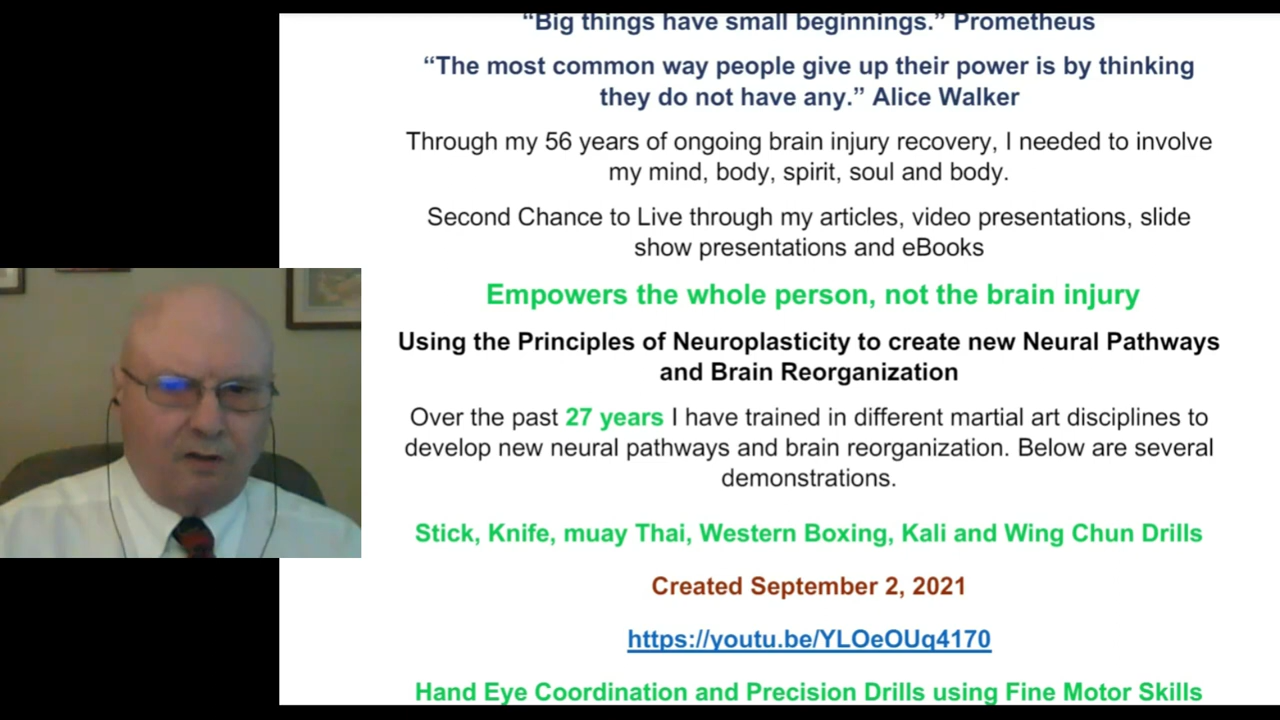 “Big things have small beginnings.” Prometheus
“The most common way people give up their power is by thinking
they do not have any.” Alice Walker
Through my 56 years of ongoing brain injury recovery, I needed to involve
my mind, body, spirit, soul and body.
Second Chance to Live through my articles, video presentations, slide
show presentations and eBooks
Empowers the whole person, not the brain injury
Using the Principles of Neuroplasticity to create new Neural Pathways
and Brain Reorganization
Over the past 27 years I have trained in different martial art disciplines to
develop new neural pathways and brain reorganization. Below are several
demonstrations.
Stick, Knife, muay Thai, Western Boxing, Kali and Wing Chun Drills
Created September 2, 2021
https://youtu.be/YLOeOUq4170
Hand Eye Coordination and Precision Drills using Fine Motor Skills